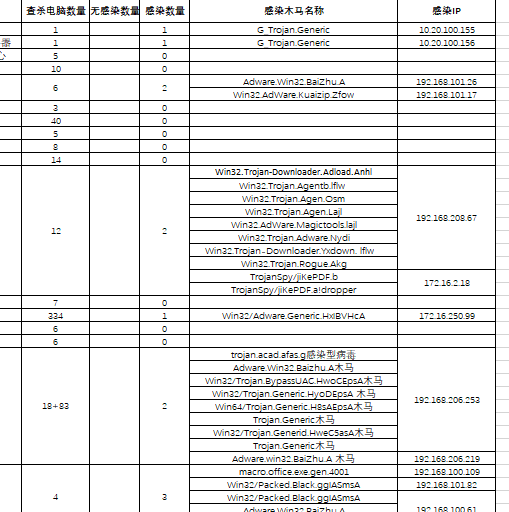 查杀电脑数量 无感染数量 感染数量 感染木马名称 感染IP
1 1 G_Trojan.Generic 10.20.100.155
器 1 1 G_Trojan.Generic 10.20.100.156
心 5 0
10 0
6 2 Adware.Win32.BaiZhu.A 192.168.101.26
Win32.AdWare.Kuaizip.Zfow 192.168.101.17
3 0
40 0
5 0
8 0
14 0
12 2 Win32.Trojan-Downloader.Adload.Anhl 192.168.208.67
Win32.Trojan.Agentb.lflw
Win32.Trojan.Agen.Osm
Win32.Trojan.Agen.Lajl
Win32.AdWare.Magictools.lajl
Win32.Trojan.Adware.Nydi
Win32.Trojan-Downloader.Yxdown. lflw
Win32.Trojan.Rogue.Akg
TrojanSpy/jiKePDF.b 172.16.2.18
TrojanSpy/jiKePDF.a!dropper
7 0
334 1 Win32/Adware.Generic.HxIBVHcA 172.16.250.99
6 0
6 0
18+83 2 trojan.acad.afas.g感染型病毒 192.168.206.253
Adware.Win32.Baizhu.A木马
Win32/Trojan.BypassUAC.HwoCEpsA木马
Win32/Trojan.Generic.HyoDEpsA 木马
Win64/Trojan.Generic.H8sAEpsA木马
Trojan.Generic木马
Win32/Trojan.Generid.HweC5asA木马
Trojan.Generic木马
Adware.win32.BaiZhu.A 木马 192.168.206.219
4 3 macro.office.exe.gen.4001 192.168.100.109
Win32/Packed.Black.ggIASmsA 192.168.101.82
Win32/Packed.Black.ggIASmsA 192.168.100.61
Adware.Win32.BaiZhu.A